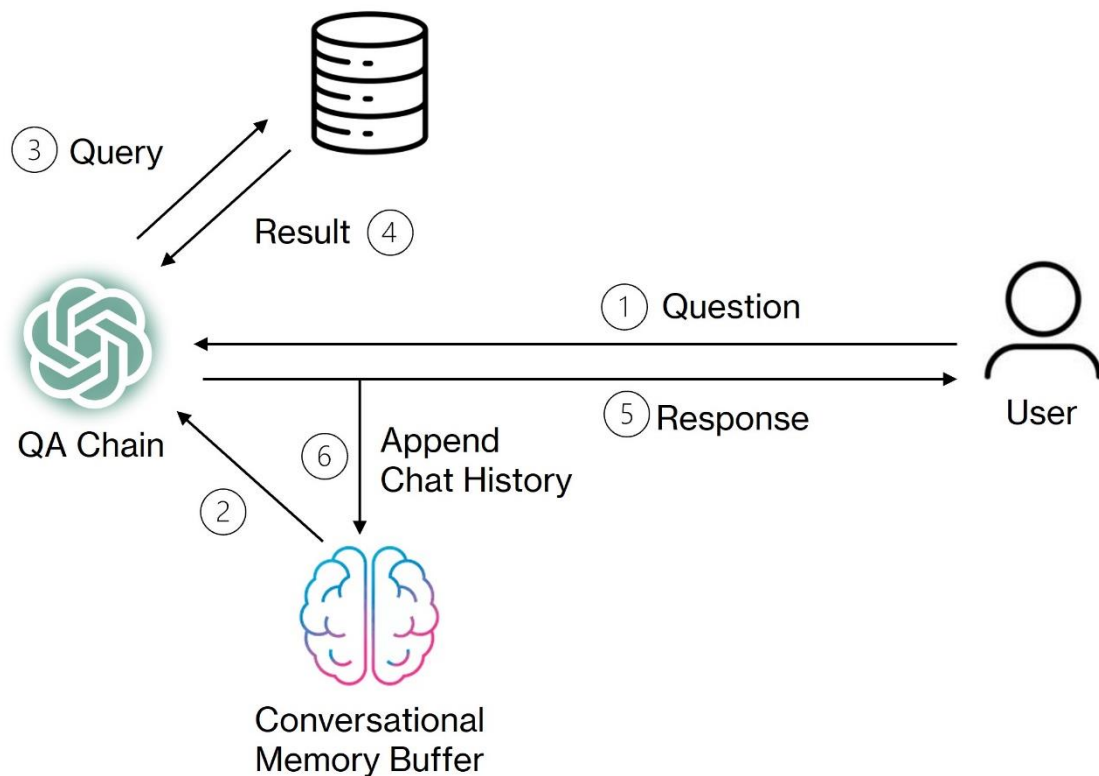 ③ Query
Result ④
① Question
QA Chain
⑤ Response
User
⑥ Append
Chat History
②
Conversational
Memory Buffer